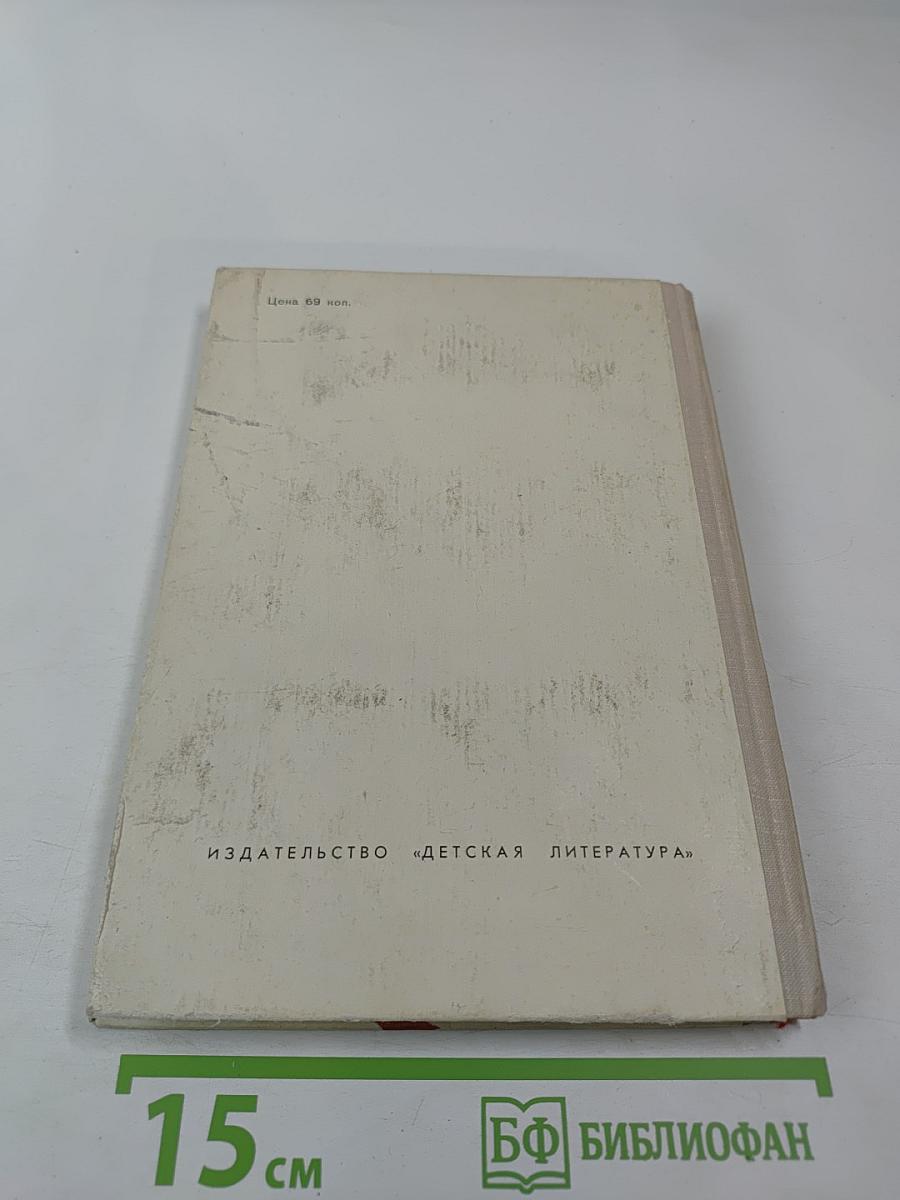 Цена 69 коп.
ИЗДАТЕЛЬСТВО «ДЕТСКАЯ ЛИТЕРАТУРА»
15 см
БФ БИБЛИОФАН